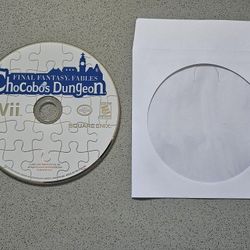 FINAL FANTASY FABLES
Chocobo's Dungeon
Wii
E
SQUARE ENIX